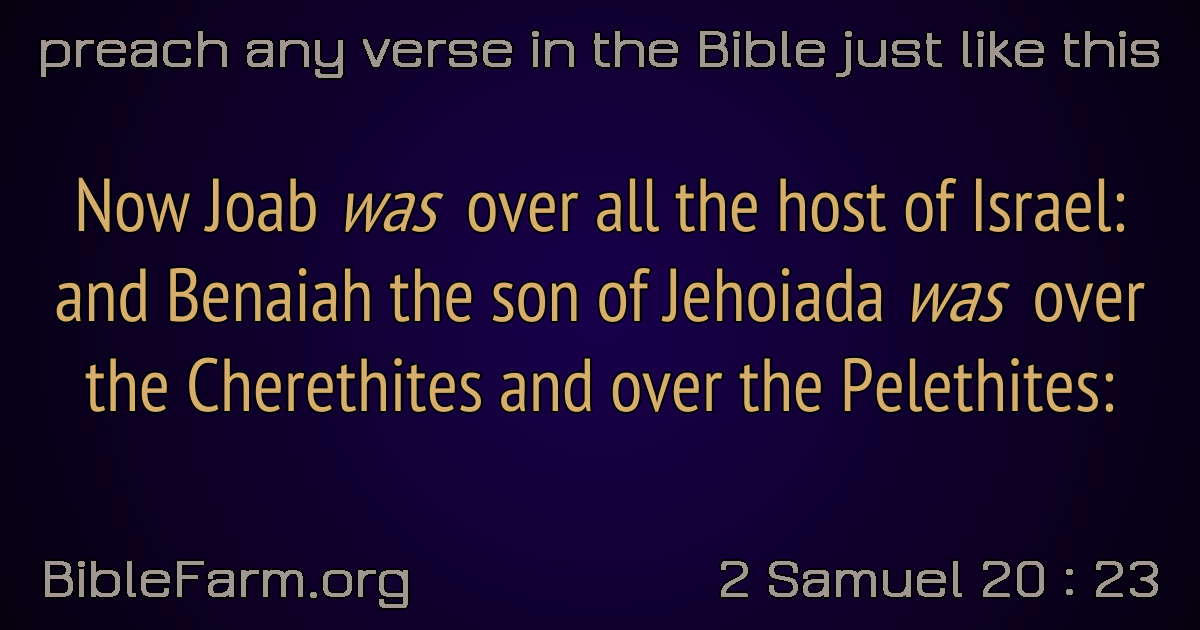 preach any verse in the Bible just like this
Now Joab was over all the host of Israel:
and Benaiah the son of Jehoiada was over
the Cherethites and over the Pelethites:
BibleFarm.org
2 Samuel 20 : 23